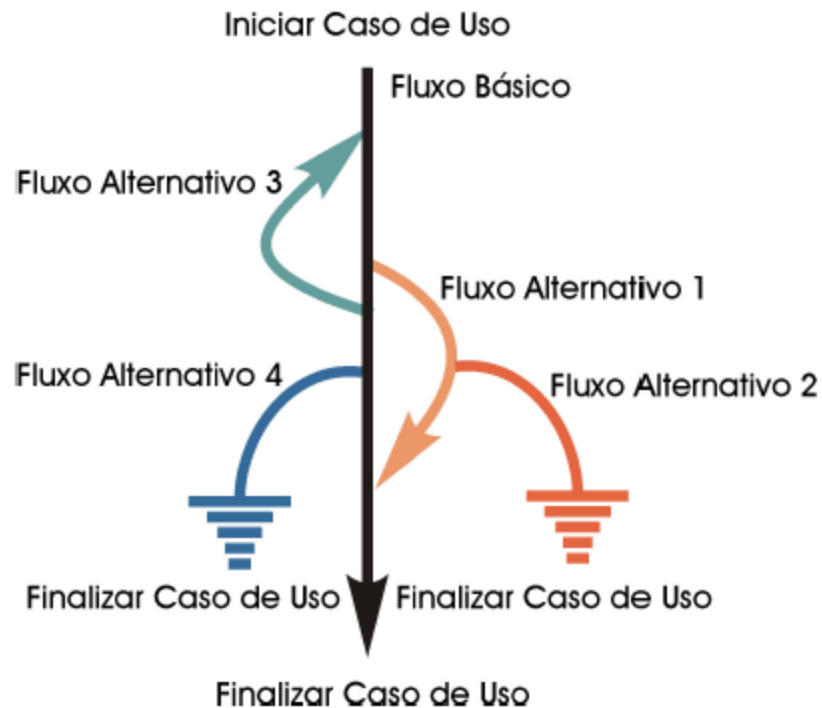 Iniciar Caso de Uso
Fluxo Básico
Fluxo Alternativo 3
Fluxo Alternativo 1
Fluxo Alternativo 4
Fluxo Alternativo 2
Finalizar Caso de Uso
Finalizar Caso de Uso
Finalizar Caso de Uso